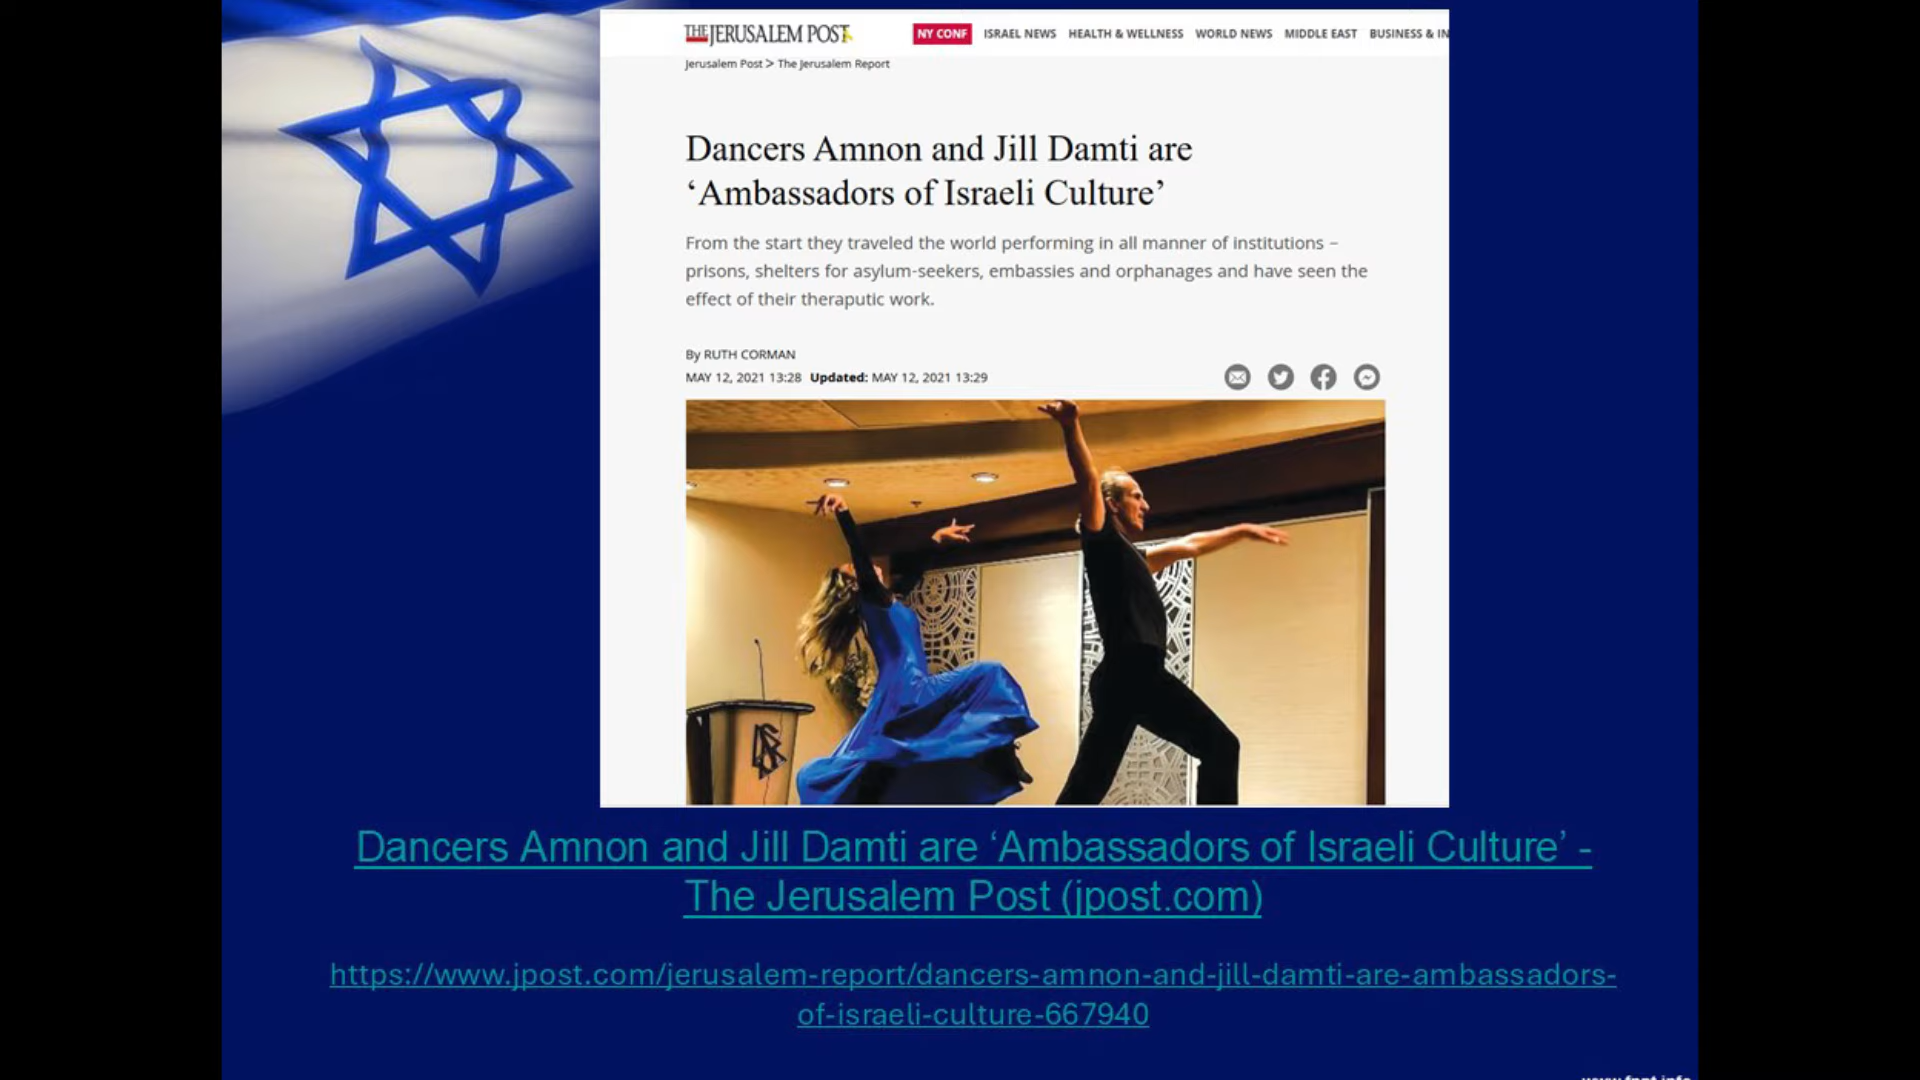 THE JERUSALEM POST
NY CONF ISRAEL NEWS HEALTH & WELLNESS WORLD NEWS MIDDLE EAST BUSINESS & IN
Jerusalem Post > The Jerusalem Report
Dancers Amnon and Jill Damti are
‘Ambassadors of Israeli Culture’
From the start they traveled the world performing in all manner of institutions –
prisons, shelters for asylum-seekers, embassies and orphanages and have seen the
effect of their theraputic work.
By RUTH CORMAN
MAY 12, 2021 13:28 Updated: MAY 12, 2021 13:29
Dancers Amnon and Jill Damti are ‘Ambassadors of Israeli Culture’ -
The Jerusalem Post (jpost.com)
https://www.jpost.com/jerusalem-report/dancers-amnon-and-jill-damti-are-ambassadors-
of-israeli-culture-667940